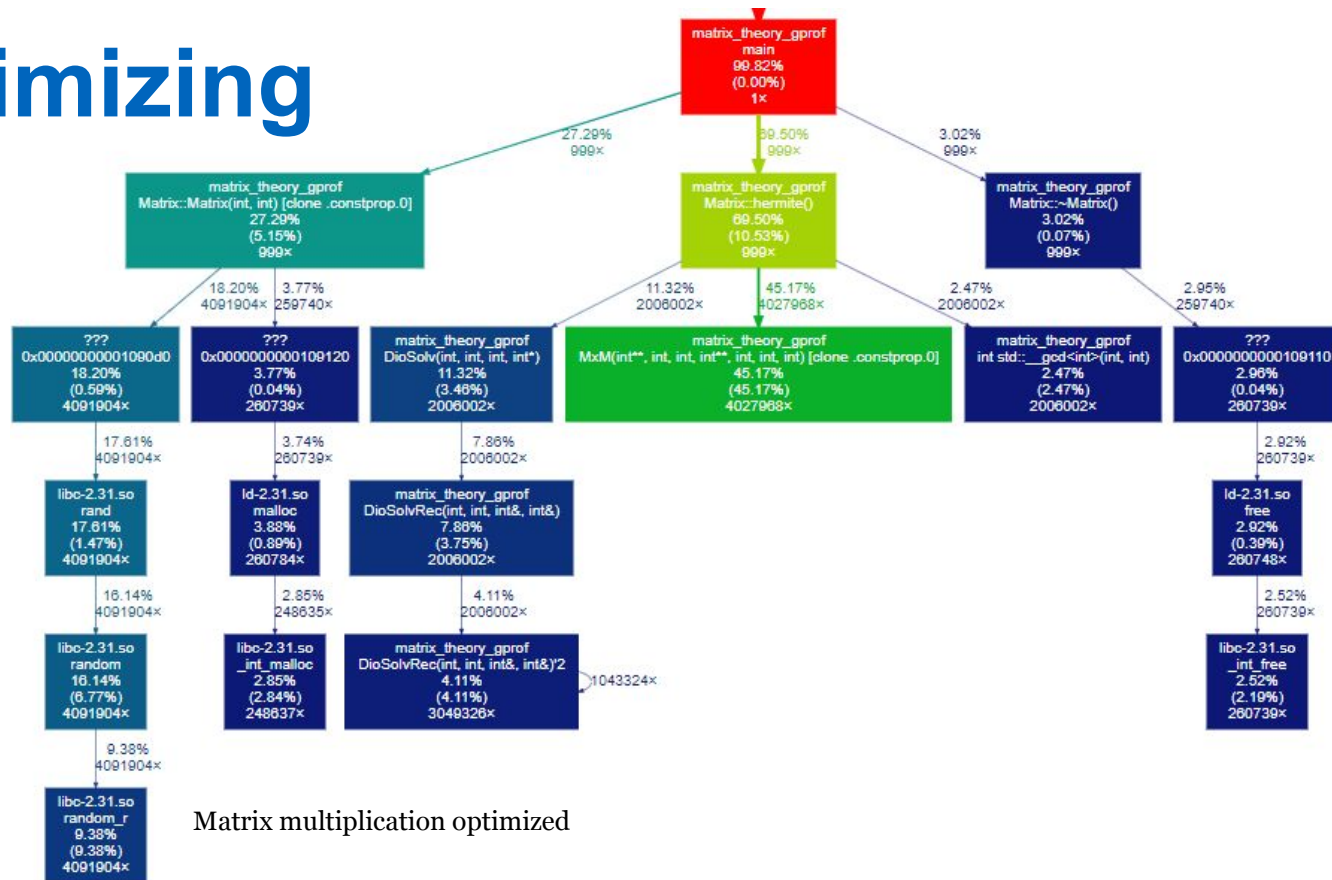 imizing
matrix_theory_gprof
main
99.82%
(0.00%)
1×
27.29%
999×
69.50%
999×
3.02%
999×
matrix_theory_gprof
Matrix::Matrix(int, int) [clone .constprop.0]
27.29%
(5.15%)
999×
matrix_theory_gprof
Matrix::hermite()
69.50%
(10.53%)
999×
matrix_theory_gprof
Matrix::~Matrix()
3.02%
(0.07%)
999×
18.20%
4091904×
3.77%
259740×
11.32%
2006002×
45.17%
4027968×
2.47%
2006002×
2.95%
259740×
???
0x00000000001090d0
18.20%
(0.59%)
4091904×
???
0x0000000000109120
3.77%
(0.04%)
260739×
matrix_theory_gprof
DioSolv(int, int, int, int*)
11.32%
(3.46%)
2006002×
matrix_theory_gprof
MxM(int**, int, int, int**, int, int, int) [clone .constprop.0]
45.17%
(45.17%)
4027968×
matrix_theory_gprof
int std::__gcd<int>(int, int)
2.47%
(2.47%)
2006002×
???
0x0000000000109110
2.96%
(0.04%)
260739×
17.61%
4091904×
3.74%
260739×
7.86%
2006002×
2.92%
260739×
libc-2.31.so
rand
17.61%
(1.47%)
4091904×
ld-2.31.so
malloc
3.88%
(0.89%)
260784×
matrix_theory_gprof
DioSolvRec(int, int, int&, int&)
7.86%
(3.75%)
2006002×
ld-2.31.so
free
2.92%
(0.39%)
260748×
16.14%
4091904×
2.85%
248635×
4.11%
2006002×
2.52%
260739×
libc-2.31.so
random
16.14%
(6.77%)
4091904×
libc-2.31.so
_int_malloc
2.85%
(2.84%)
248637×
matrix_theory_gprof
DioSolvRec(int, int, int&, int&)'2
4.11%
(4.11%)
3049326×
1043324×
libc-2.31.so
_int_free
2.52%
(2.19%)
260739×
9.38%
4091904×
libc-2.31.so
random_r
9.38%
(9.38%)
4091904×
Matrix multiplication optimized